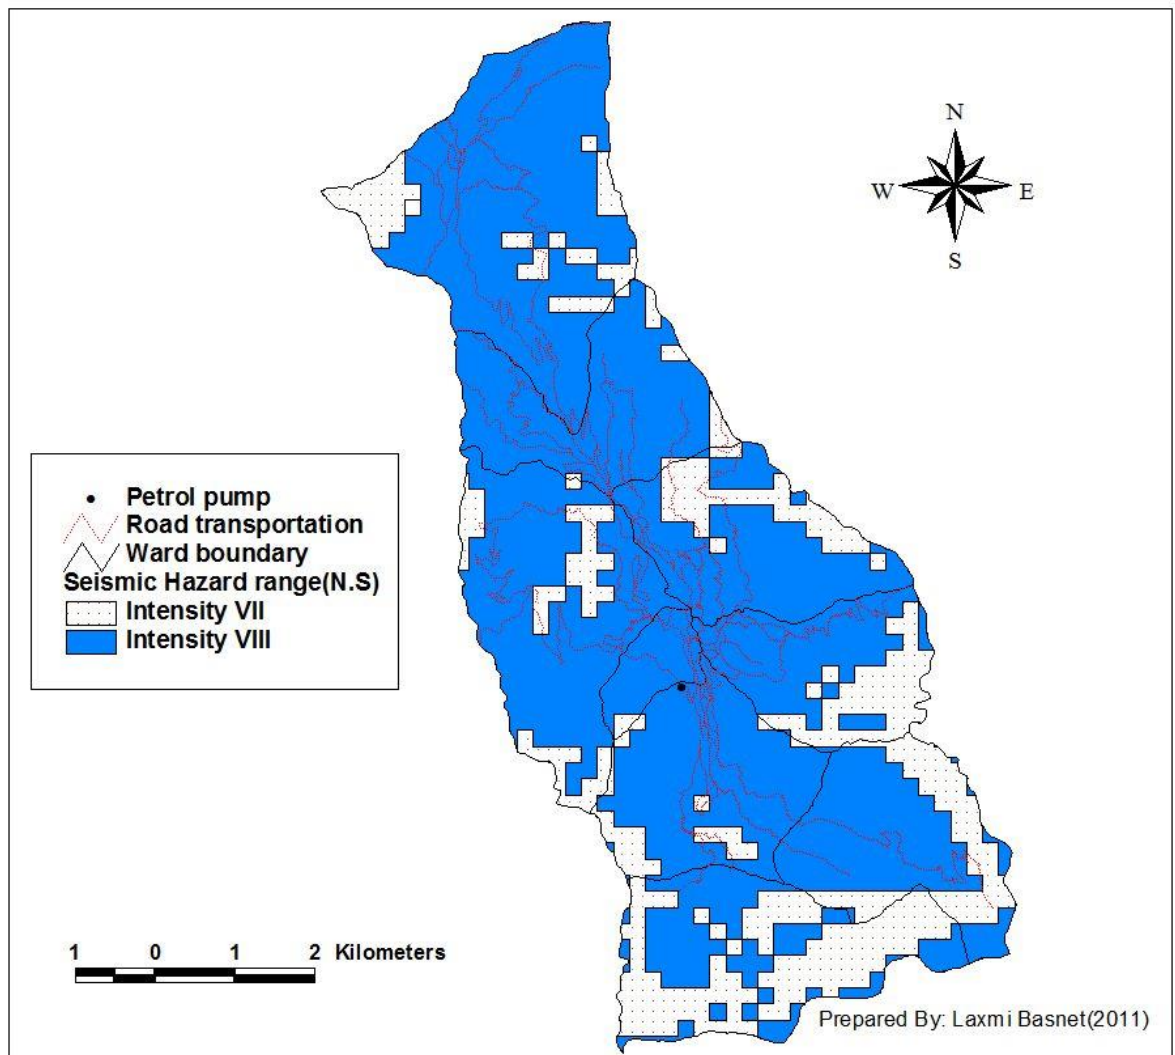 N
W E
S
Petrol pump
Road transportation
Ward boundary
Seismic Hazard range(N.S)
Intensity VII
Intensity VIII
1 0 1 2 Kilometers
Prepared By: Laxmi Basnet(2011)